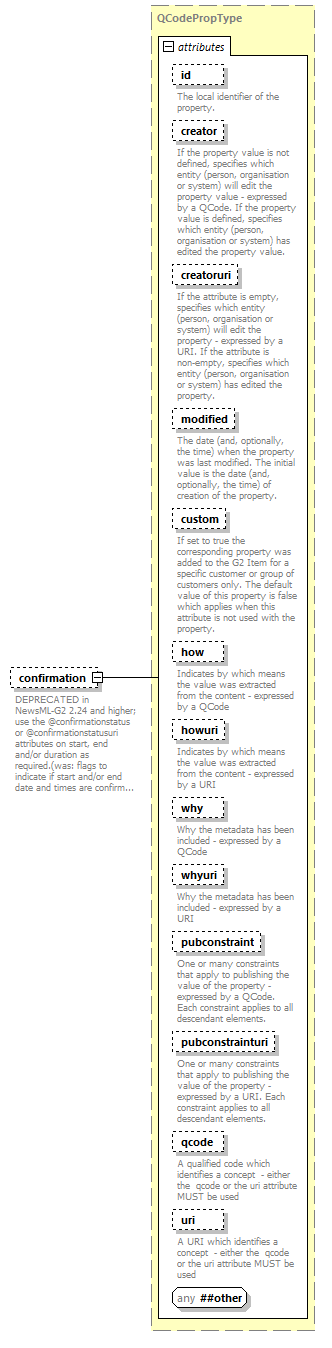 QCodePropType
attributes
id
The local identifier of the
property.
creator
If the property value is not
defined, specifies which
entity (person, organisation
or system) will edit the
property value - expressed
by a QCode. If the property
value is defined, specifies
which entity (person,
organisation or system) has
edited the property value.
creatoruri
If the attribute is empty,
specifies which entity
(person, organisation or
system) will edit the
property - expressed by a
URI. If the attribute is
non-empty, specifies which
entity (person, organisation
or system) has edited the
property.
modified
The date (and, optionally,
the time) when the property
was last modified. The initial
value is the date (and,
optionally, the time) of
creation of the property.
custom
If set to true the
corresponding property was
added to the G2 Item for a
specific customer or group of
customers only. The default
value of this property is false
which applies when this
attribute is not used with the
property.
how
Indicates by which means
the value was extracted
from the content - expressed
by a QCode
confirmation
DEPRECATED in
NewsML-G2 2.24 and higher;
use the @confirmationstatus
or @confirmationstatusuri
attributes on start, end
and/or duration as
required.(was: flags to
indicate if start and/or end
date and times are confirm...
howuri
Indicates by which means
the value was extracted
from the content - expressed
by a URI
why
Why the metadata has been
included - expressed by a
QCode
whyuri
Why the metadata has been
included - expressed by a
URI
pubconstraint
One or many constraints
that apply to publishing the
value of the property -
expressed by a QCode.
Each constraint applies to all
descendant elements.
pubconstrainturi
One or many constraints
that apply to publishing the
value of the property -
expressed by a URI. Each
constraint applies to all
descendant elements.
qcode
A qualified code which
identifies a concept - either
the qcode or the uri attribute
MUST be used
uri
A URI which identifies a
concept - either the qcode
or the uri attribute MUST be
used
any ##other